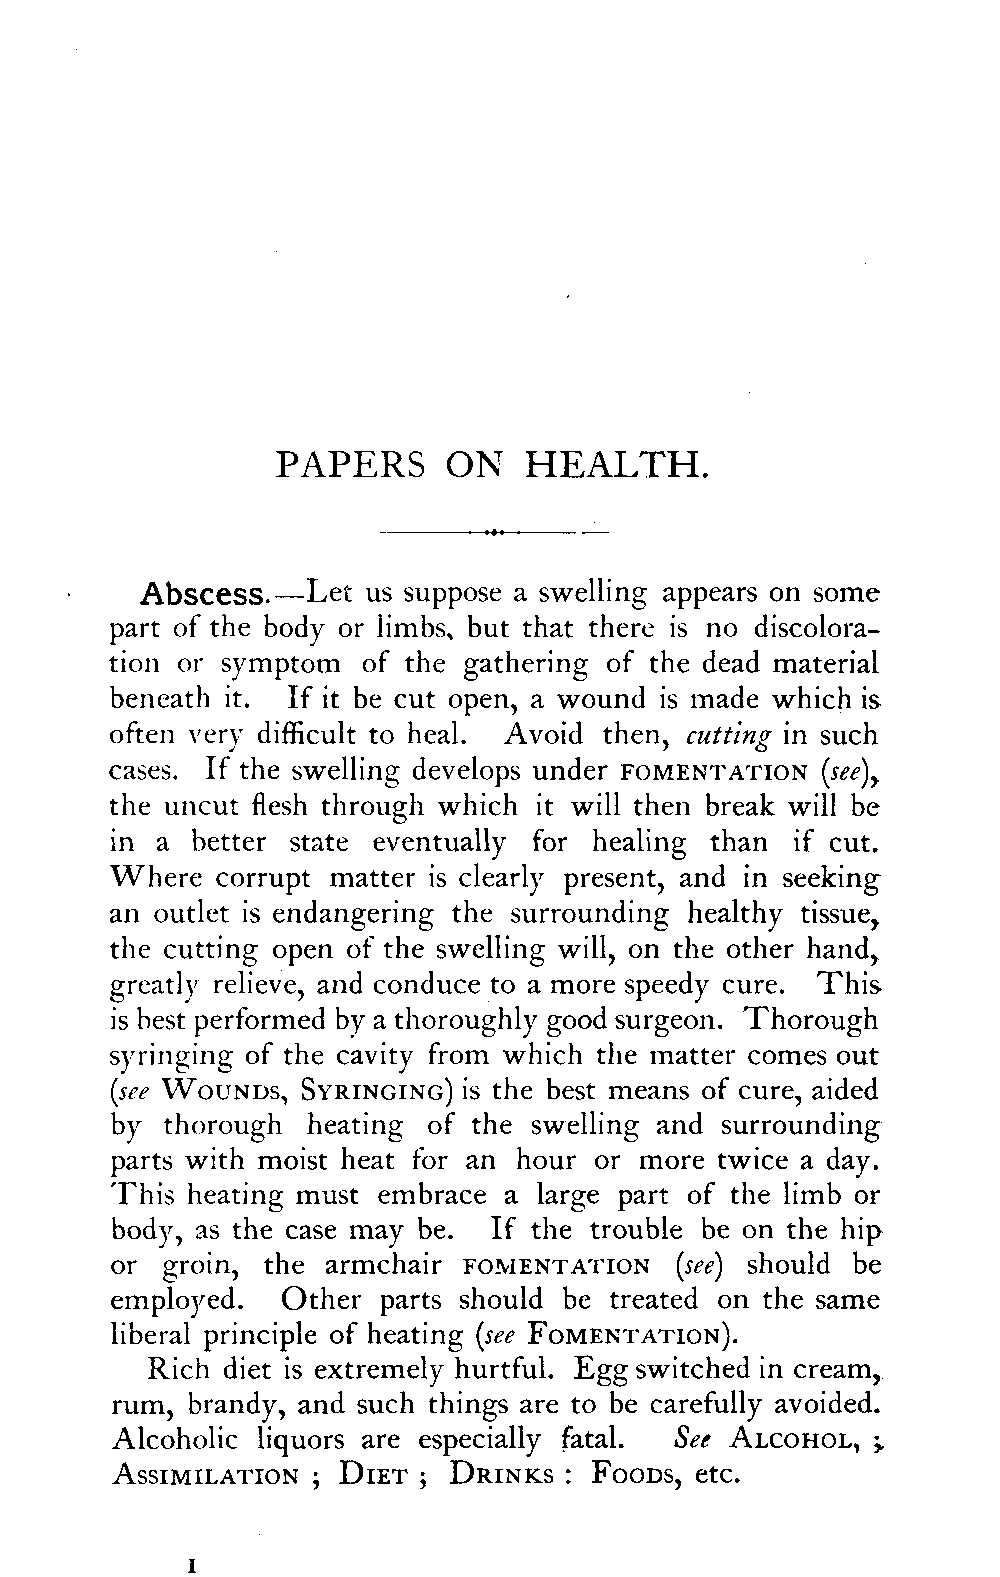 PAPERS ON HEALTH.
Abscess.—Let us suppose a swelling appears on some
part of the body or limbs, but that there is no discolora-
tion or symptom of the gathering of the dead material
beneath it. If it be cut open, a wound is made which is
often very difficult to heal. Avoid then, cutting in such
cases. If the swelling develops under FOMENTATION (see),
the uncut flesh through which it will then break will be
in a better state eventually for healing than if cut.
Where corrupt matter is clearly present, and in seeking
an outlet is endangering the surrounding healthy tissue,
the cutting open of the swelling will, on the other hand,
greatly relieve, and conduce to a more speedy cure. This
is best performed by a thoroughly good surgeon. Thorough
syringing of the cavity from which the matter comes out
(see WOUNDS, SYRINGING) is the best means of cure, aided
by thorough heating of the swelling and surrounding
parts with moist heat for an hour or more twice a day.
This heating must embrace a large part of the limb or
body, as the case may be. If the trouble be on the hip
or groin, the armchair FOMENTATION (see) should be
employed. Other parts should be treated on the same
liberal principle of heating (see FOMENTATION).
Rich diet is extremely hurtful. Egg switched in cream,
rum, brandy, and such things are to be carefully avoided.
Alcoholic liquors are especially fatal. See ALCOHOL, ;
ASSIMILATION ; DIET ; DRINKS : FOODS, etc.
I